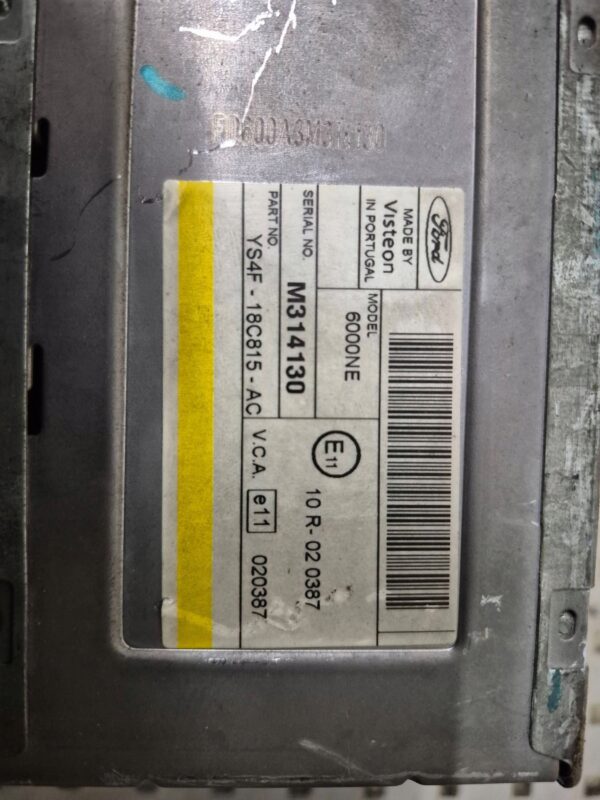 Ford
MADE BY
Visteon
IN PORTUGAL
MODEL
6000NE
SERIAL NO.
M314130
PART NO.
YS4F - 18C815 - AC
E11
10 R - 02 0387
V.C.A. e11 020387